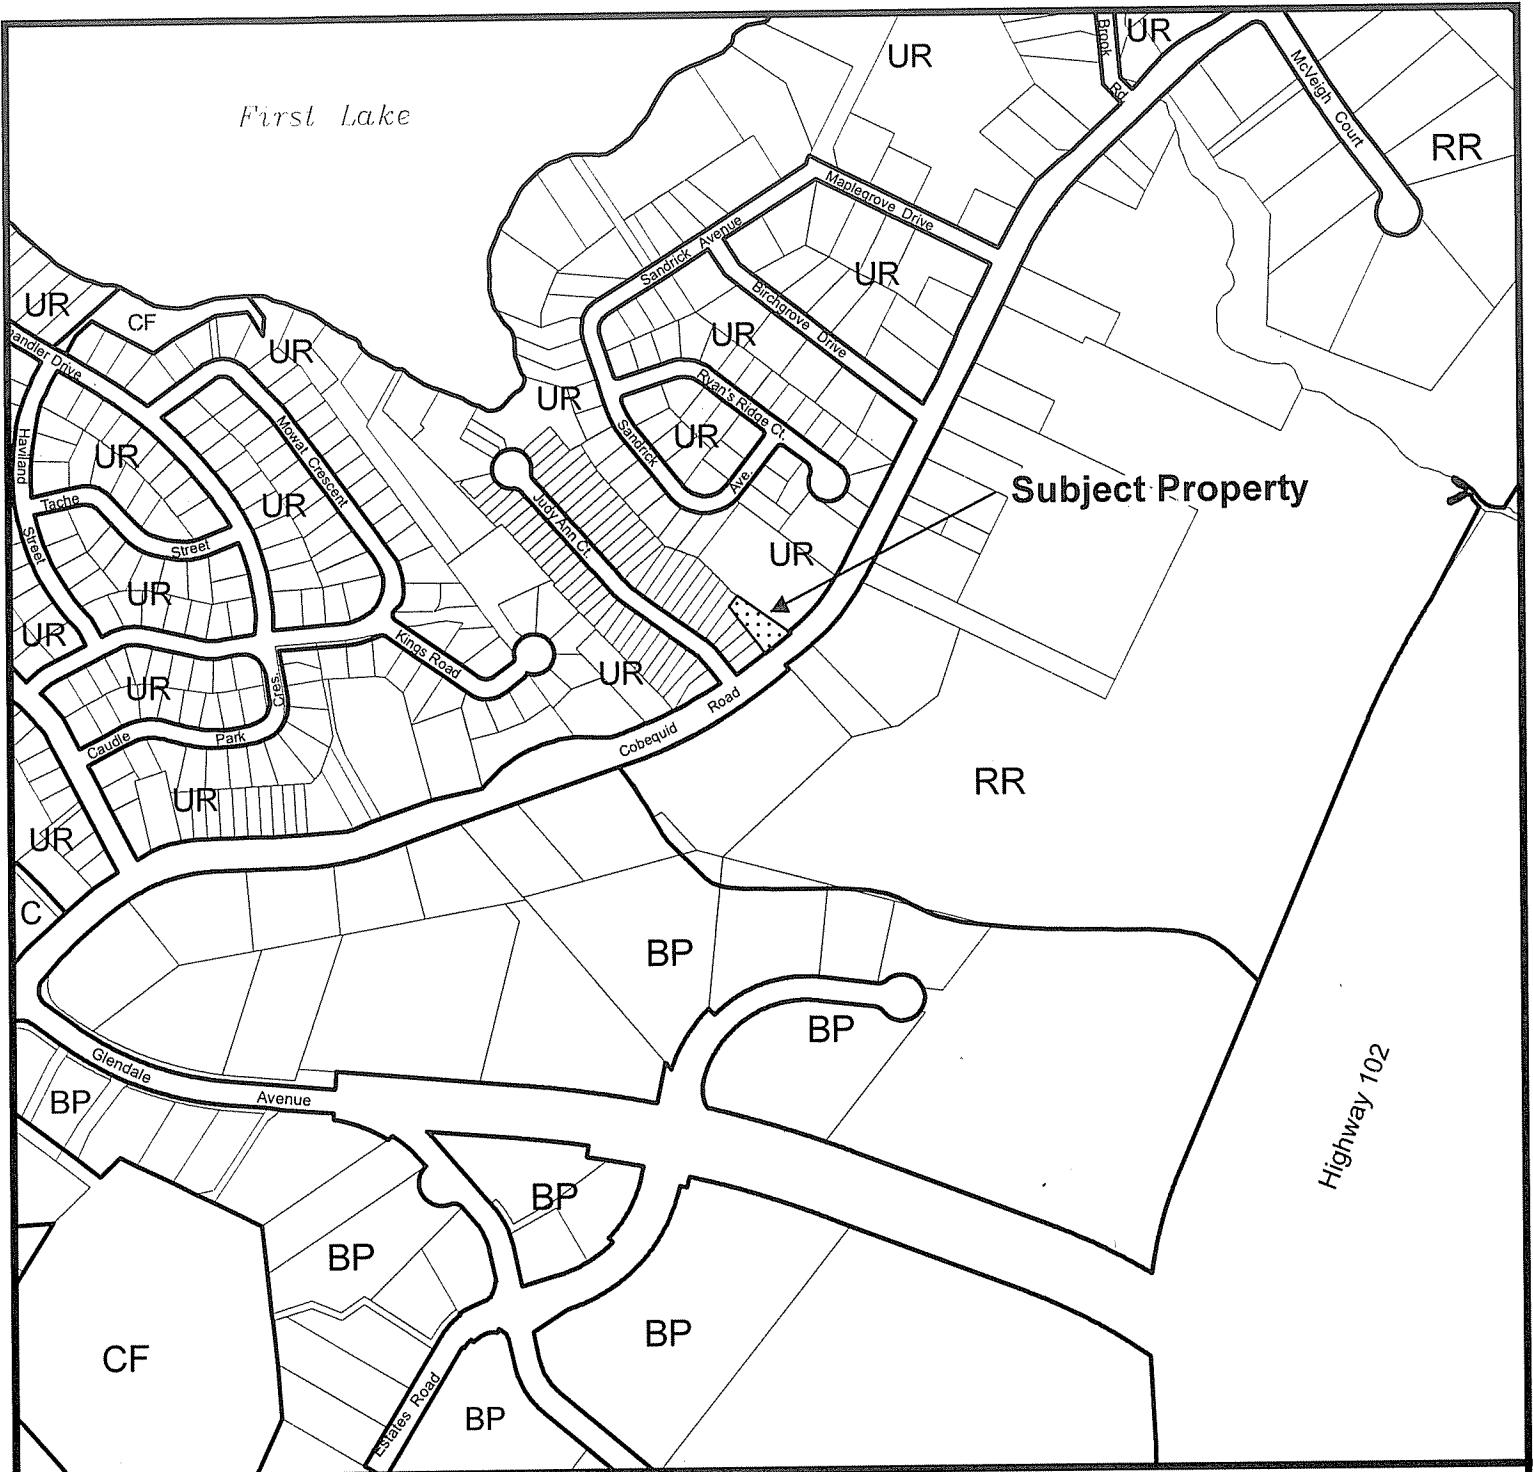 UR
Brook
Rd
UR
McVeigh Court
RR
First Lake
Maplegrove Drive
Sandrick Avenue
UR
Birchgrove Drive
UR
CF
UR
UR
andler Drive
UR
Ryan's Ridge Ct.
UR
Sandrick
Ave.
Mowat Crescent
Haviland
Street
UR
UR
Tache
Street
Judy Ann Ct.
Subject Property
UR
UR
UR
Kings Road
UR
UR
Cres.
Caudle
Park
Cobequid Road
RR
UR
UR
C
BP
BP
Glendale
Avenue
BP
Highway 102
BP
BP
BP
CF
Estates Road
BP